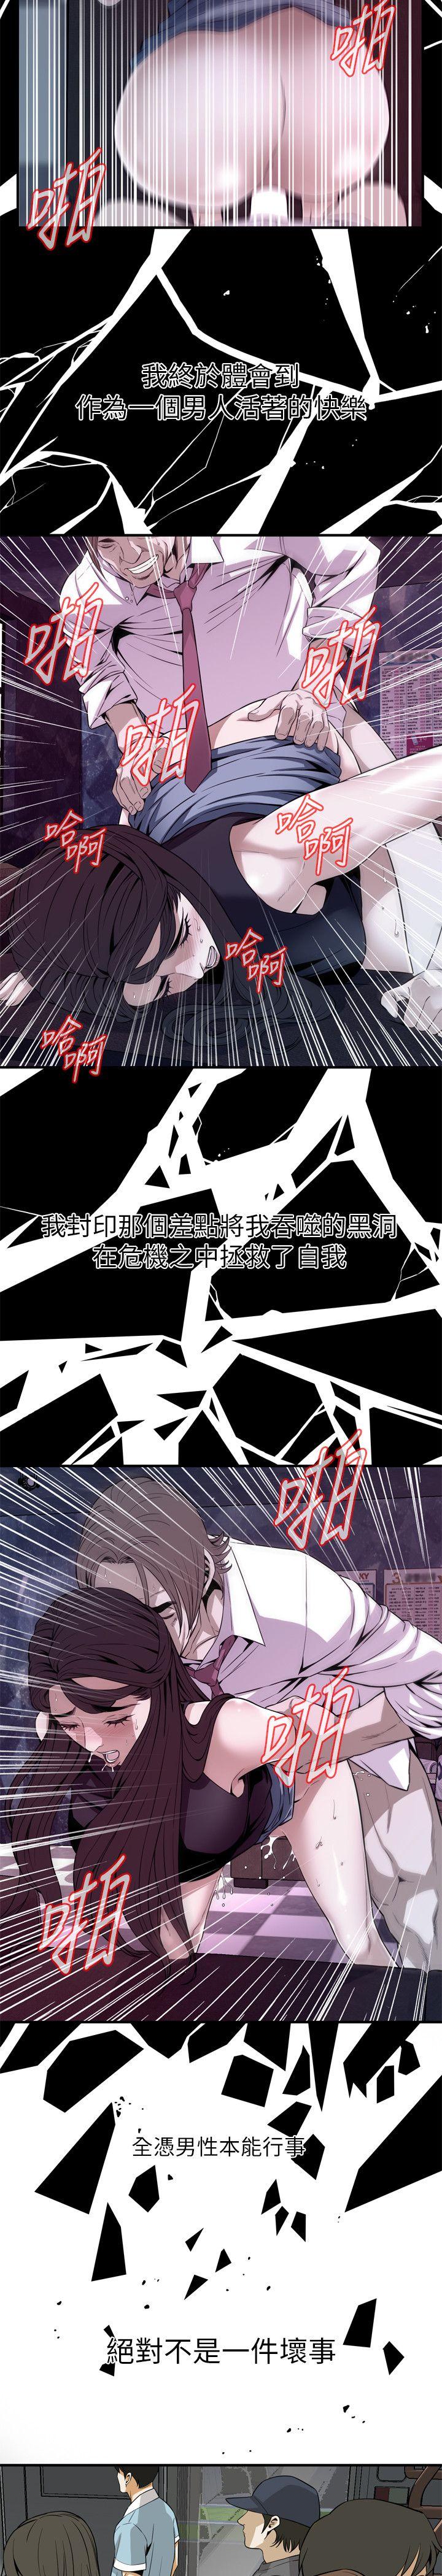 啪
啪
我終於體會到
作為一個男人活著的快樂
啪
啪
啪
哈啊
哈啊
哈啊
哈啊
我封印那個差點將我吞噬的黑洞
在危機之中拯救了自我
啪
啪
啪
全憑男性本能行事
絕對不是一件壞事